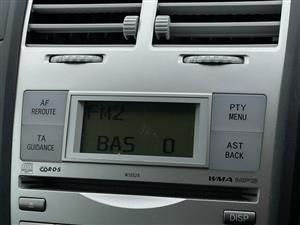 AF
REROUTE
FM2
PTY
MENU
TA
GUIDANCE
BAS 0
AST
BACK
WMA MP3
DISP